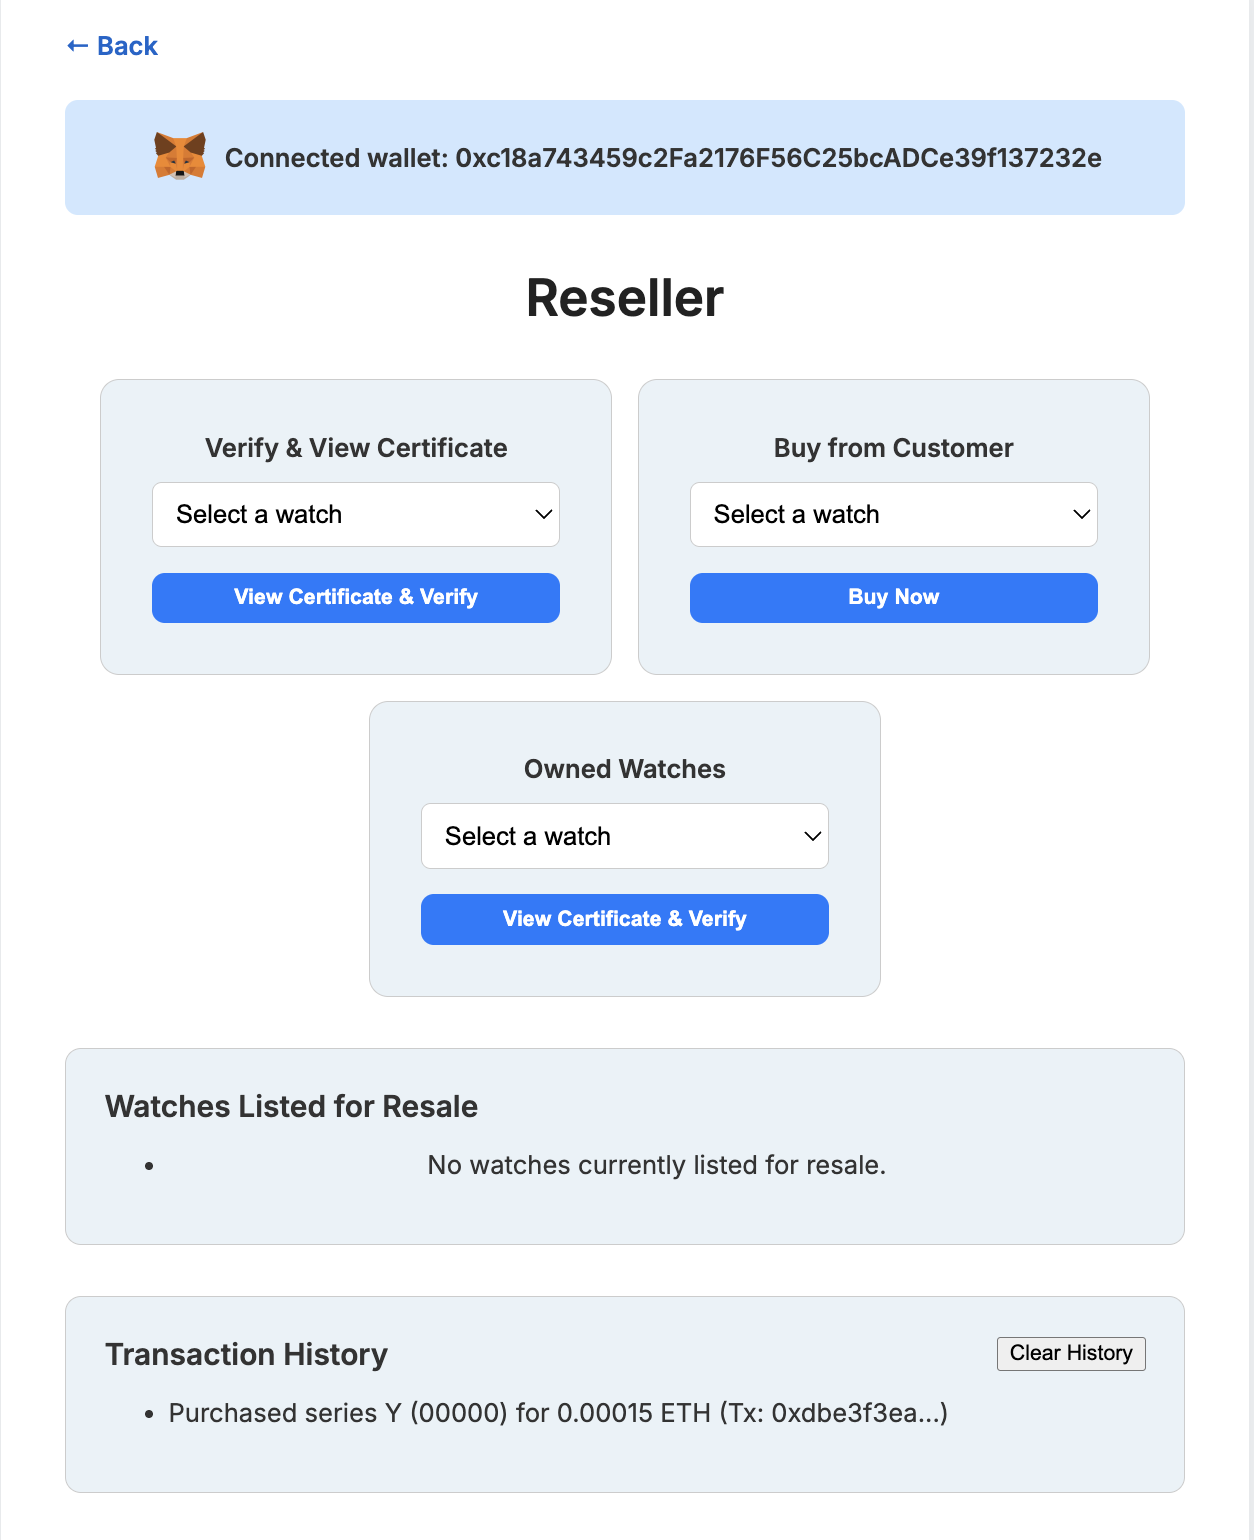 ← Back
Connected wallet: 0xc18a743459c2Fa2176F56C25bcADCe39f137232e
Reseller
Verify & View Certificate
Select a watch
View Certificate & Verify
Buy from Customer
Select a watch
Buy Now
Owned Watches
Select a watch
View Certificate & Verify
Watches Listed for Resale
• No watches currently listed for resale.
Transaction History
Clear History
• Purchased series Y (00000) for 0.00015 ETH (Tx: 0xdbe3f3ea...)